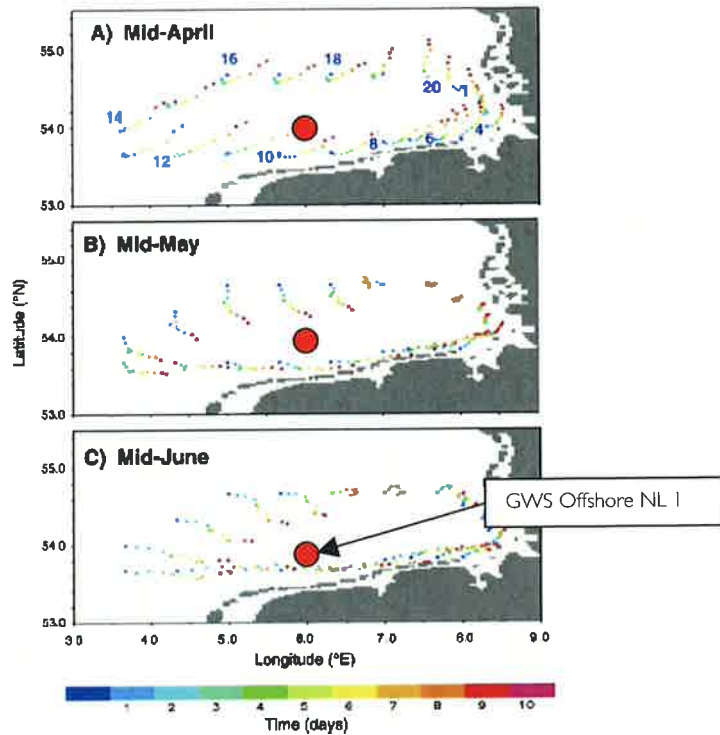 A) Mid-April
16
18
20
14
12
10
8
6
4
55.0
54.0
53.0
B) Mid-May
55.0
54.0
53.0
Latitude (°N)
C) Mid-June
55.0
54.0
53.0
GWS Offshore NL 1
3.0 4.0 5.0 6.0 7.0 8.0 9.0
Longitude (°E)
1 2 3 4 5 6 7 8 9 10
Time (days)